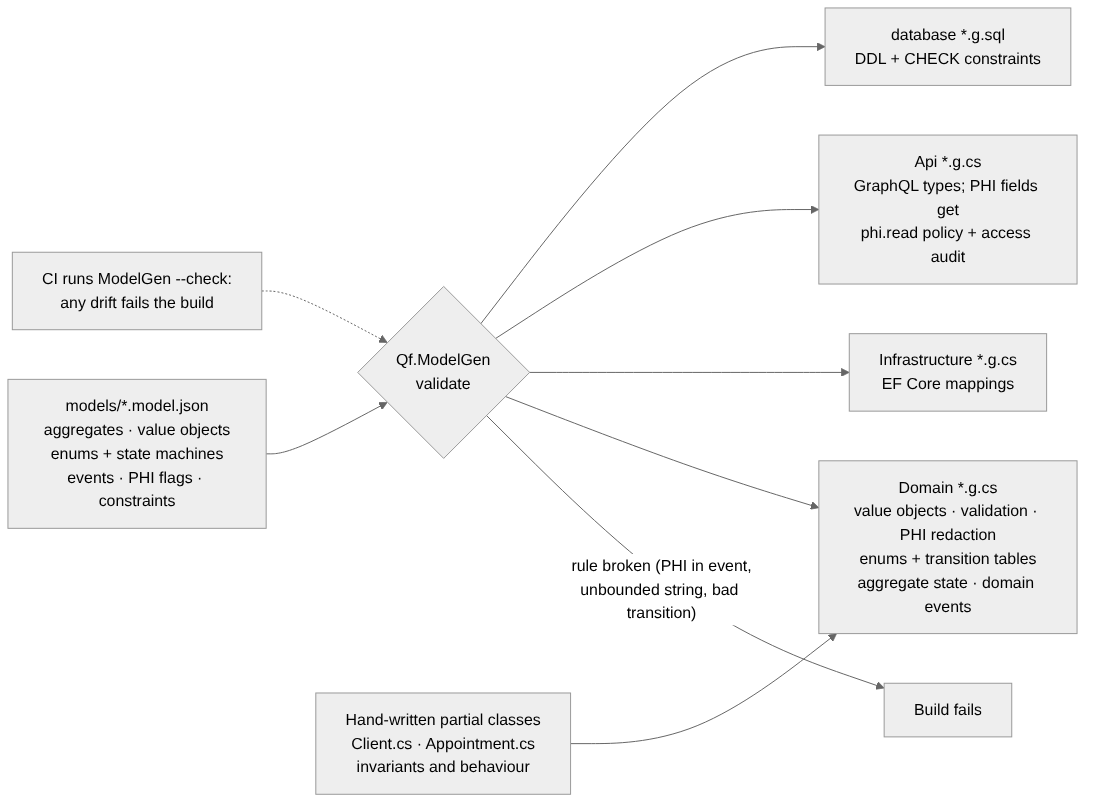 database *.g.sql
DDL + CHECK constraints
Api *.g.cs
GraphQL types; PHI fields
get
phi.read policy + access
audit
CI runs ModelGen --check:
any drift fails the build
Qf.ModelGen
validate
Infrastructure *.g.cs
EF Core mappings
models/*.model.json
aggregates · value objects
enums + state machines
events · PHI flags ·
constraints
Domain *.g.cs
value objects · validation ·
PHI redaction
enums + transition tables
aggregate state · domain
events
rule broken (PHI in event,
unbounded string, bad
transition)
Build fails
Hand-written partial classes
Client.cs · Appointment.cs
invariants and behaviour